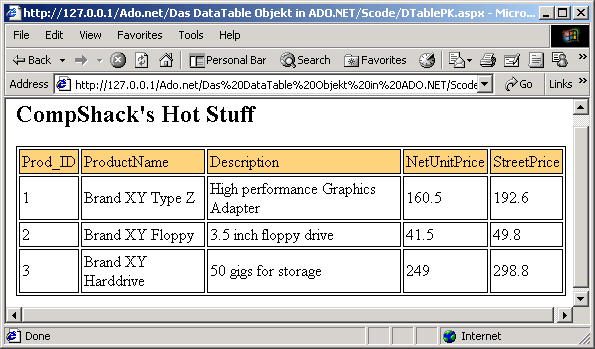 http://127.0.0.1/Ado.net/Das DataTable Objekt in ADO.NET/Scode/DTablePK.aspx - Micro...
File Edit View Favorites Tools Help
Back Personal Bar Search Favorites
Address http://127.0.0.1/Ado.net/Das%20DataTable%20Objekt%20in%20ADO.NET/Scode Go Links
CompShack's Hot Stuff
Prod_ID ProductName Description NetUnitPrice StreetPrice
1 Brand XY Type Z High performance Graphics
Adapter 160.5 192.6
2 Brand XY Floppy 3.5 inch floppy drive 41.5 49.8
3 Brand XY
Harddrive 50 gigs for storage 249 298.8
Done Internet